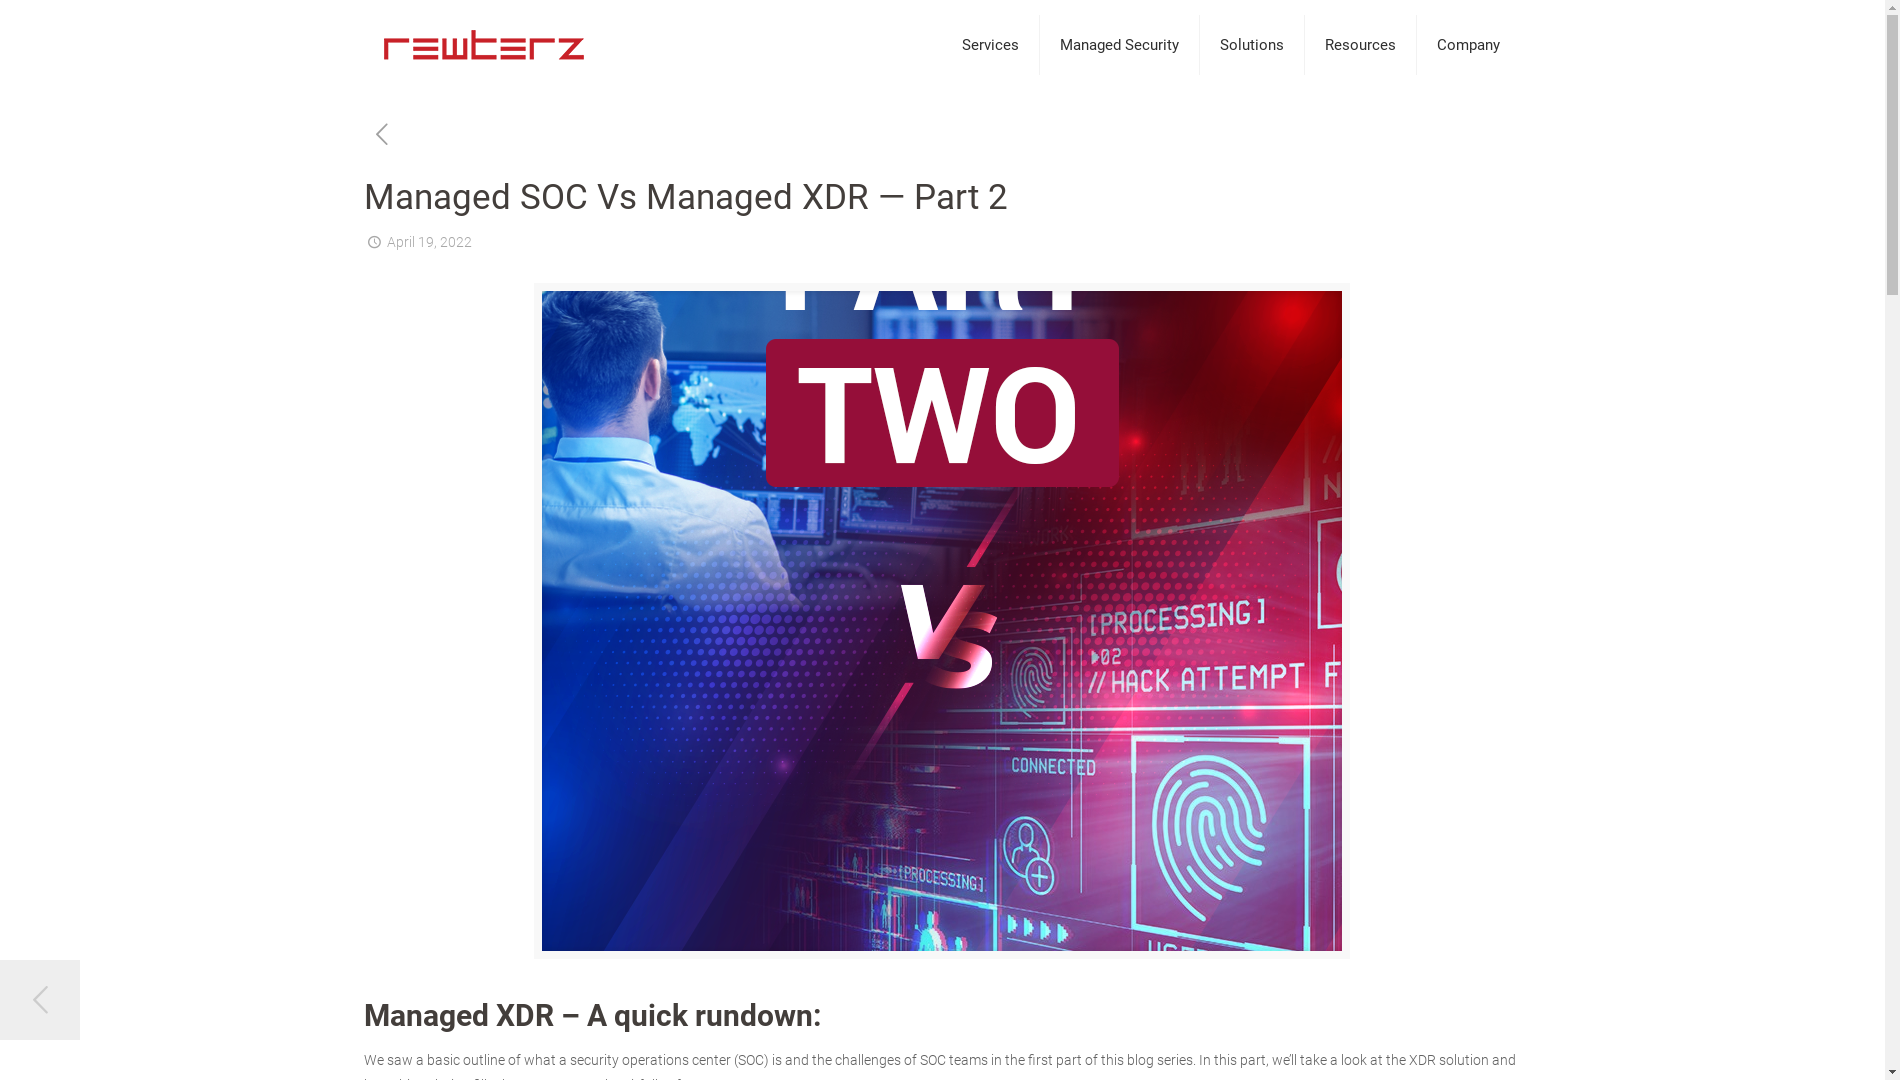 rewterz
Services
Managed Security
Solutions
Resources
Company
Managed SOC Vs Managed XDR — Part 2
April 19, 2022
PART
TWO
VS
[PROCESSING]
02
//HACK ATTEMPT F
CONNECTED
[PROCESSING]
Managed XDR – A quick rundown:
We saw a basic outline of what a security operations center (SOC) is and the challenges of SOC teams in the first part of this blog series. In this part, we’ll take a look at the XDR solution and